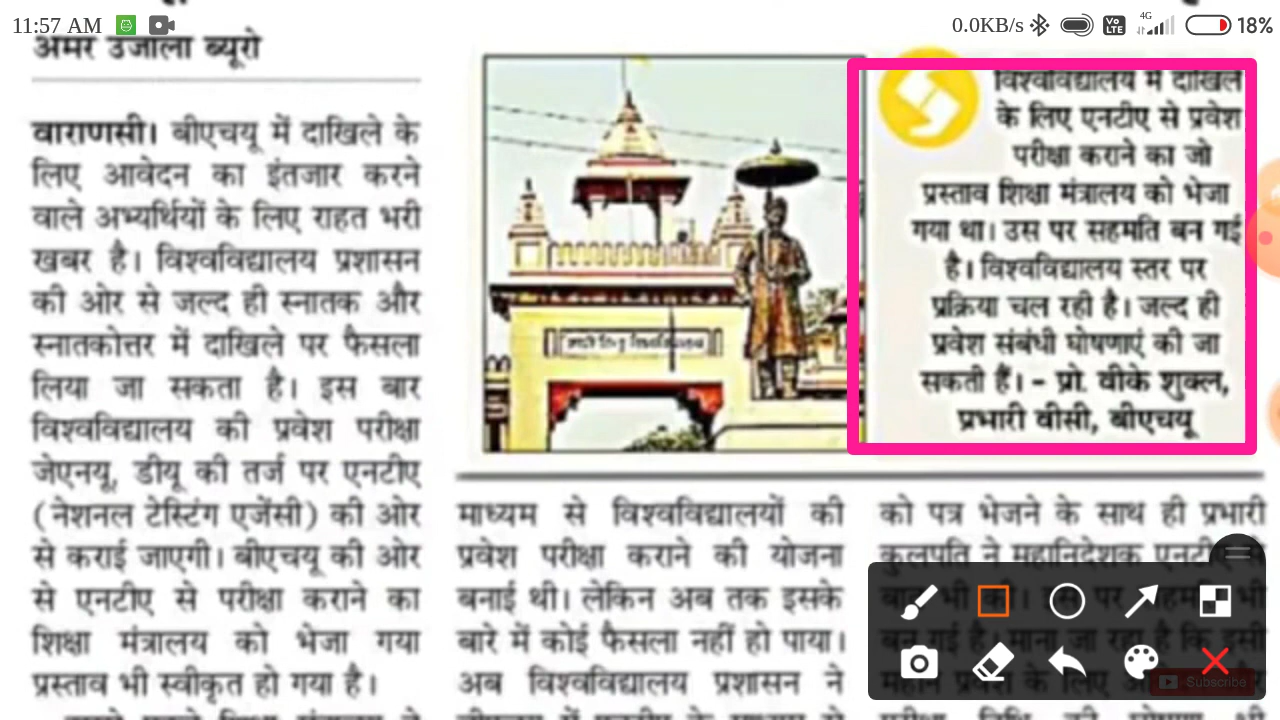 11:57 AM
0.0KB/s
Vo LTE
4G
18%
अमर उजाला ब्यूरो
वाराणसी। बीएचयू में दाखिले के
लिए आवेदन का इंतजार करने
वाले अभ्यर्थियों के लिए राहत भरी
खबर है। विश्वविद्यालय प्रशासन
की ओर से जल्द ही स्नातक और
स्नातकोत्तर में दाखिले पर फैसला
लिया जा सकता है। इस बार
विश्वविद्यालय की प्रवेश परीक्षा
जेएनयू, डीयू की तर्ज पर एनटीए
(नेशनल टेस्टिंग एजेंसी) की ओर
से कराई जाएगी। बीएचयू की ओर
से एनटीए से परीक्षा कराने का
शिक्षा मंत्रालय को भेजा गया
प्रस्ताव भी स्वीकृत हो गया है।
विश्वविद्यालय में दाखिले
के लिए एनटीए से प्रवेश
परीक्षा कराने का जो
प्रस्ताव शिक्षा मंत्रालय को भेजा
गया था। उस पर सहमति बन गई
है। विश्वविद्यालय स्तर पर
प्रक्रिया चल रही है। जल्द ही
प्रवेश संबंधी घोषणाएं की जा
सकती हैं। - प्रो. वीके शुक्ल,
प्रभारी वीसी, बीएचयू
माध्यम से विश्वविद्यालयों की
प्रवेश परीक्षा कराने की योजना
बनाई थी। लेकिन अब तक इसके
बारे में कोई फैसला नहीं हो पाया।
अब विश्वविद्यालय प्रशासन ने
को पत्र भेजने के साथ ही प्रभारी
कुलपति ने महानिदेशक एनटीए से
Subscribe